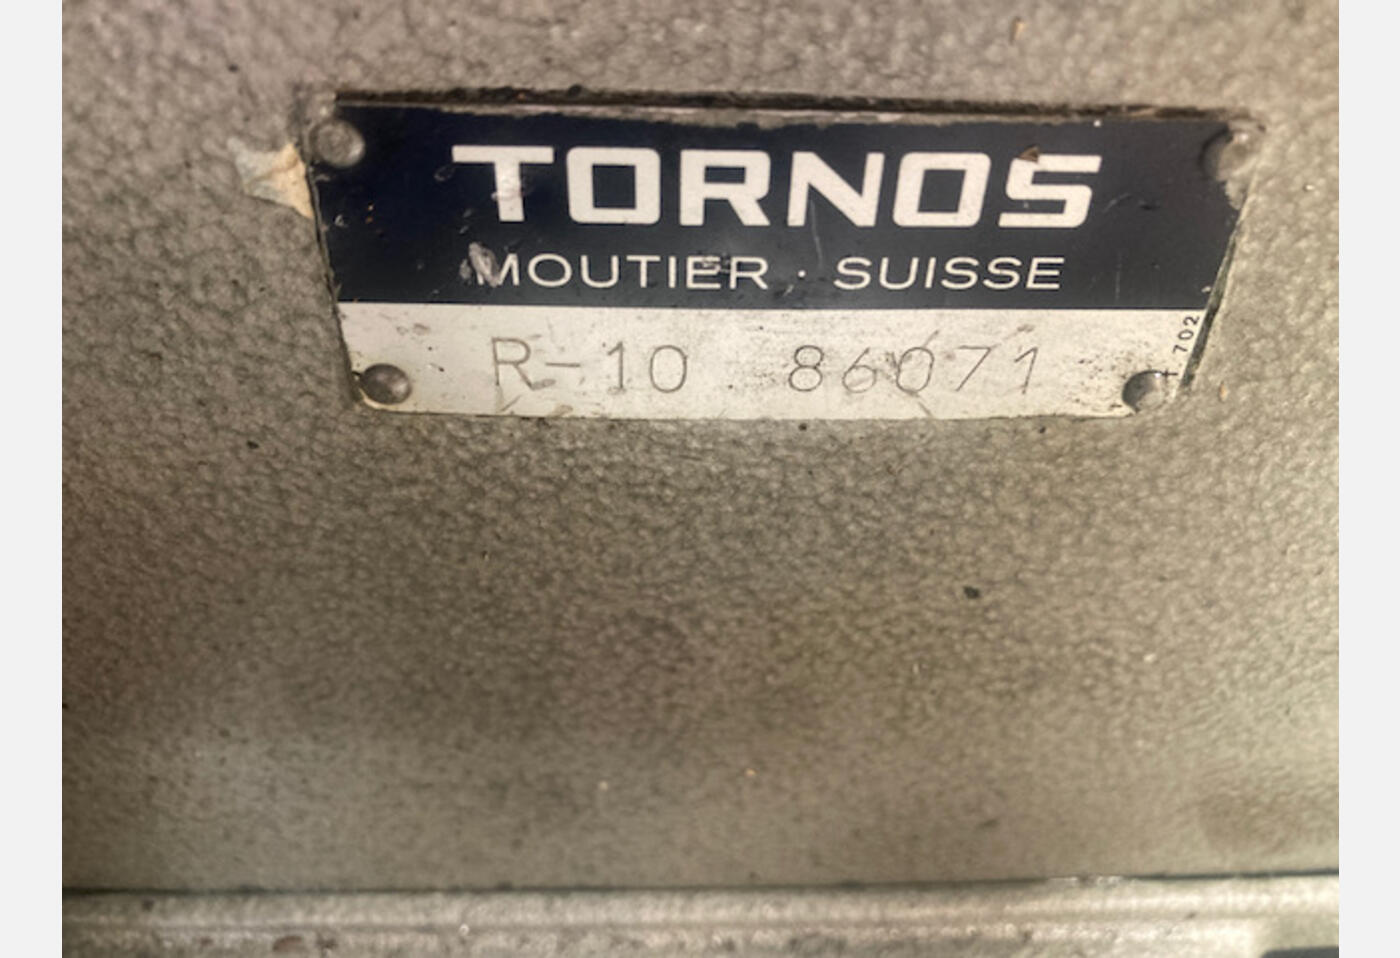 TORNOS
MOUTIER · SUISSE
R-10 86071
702